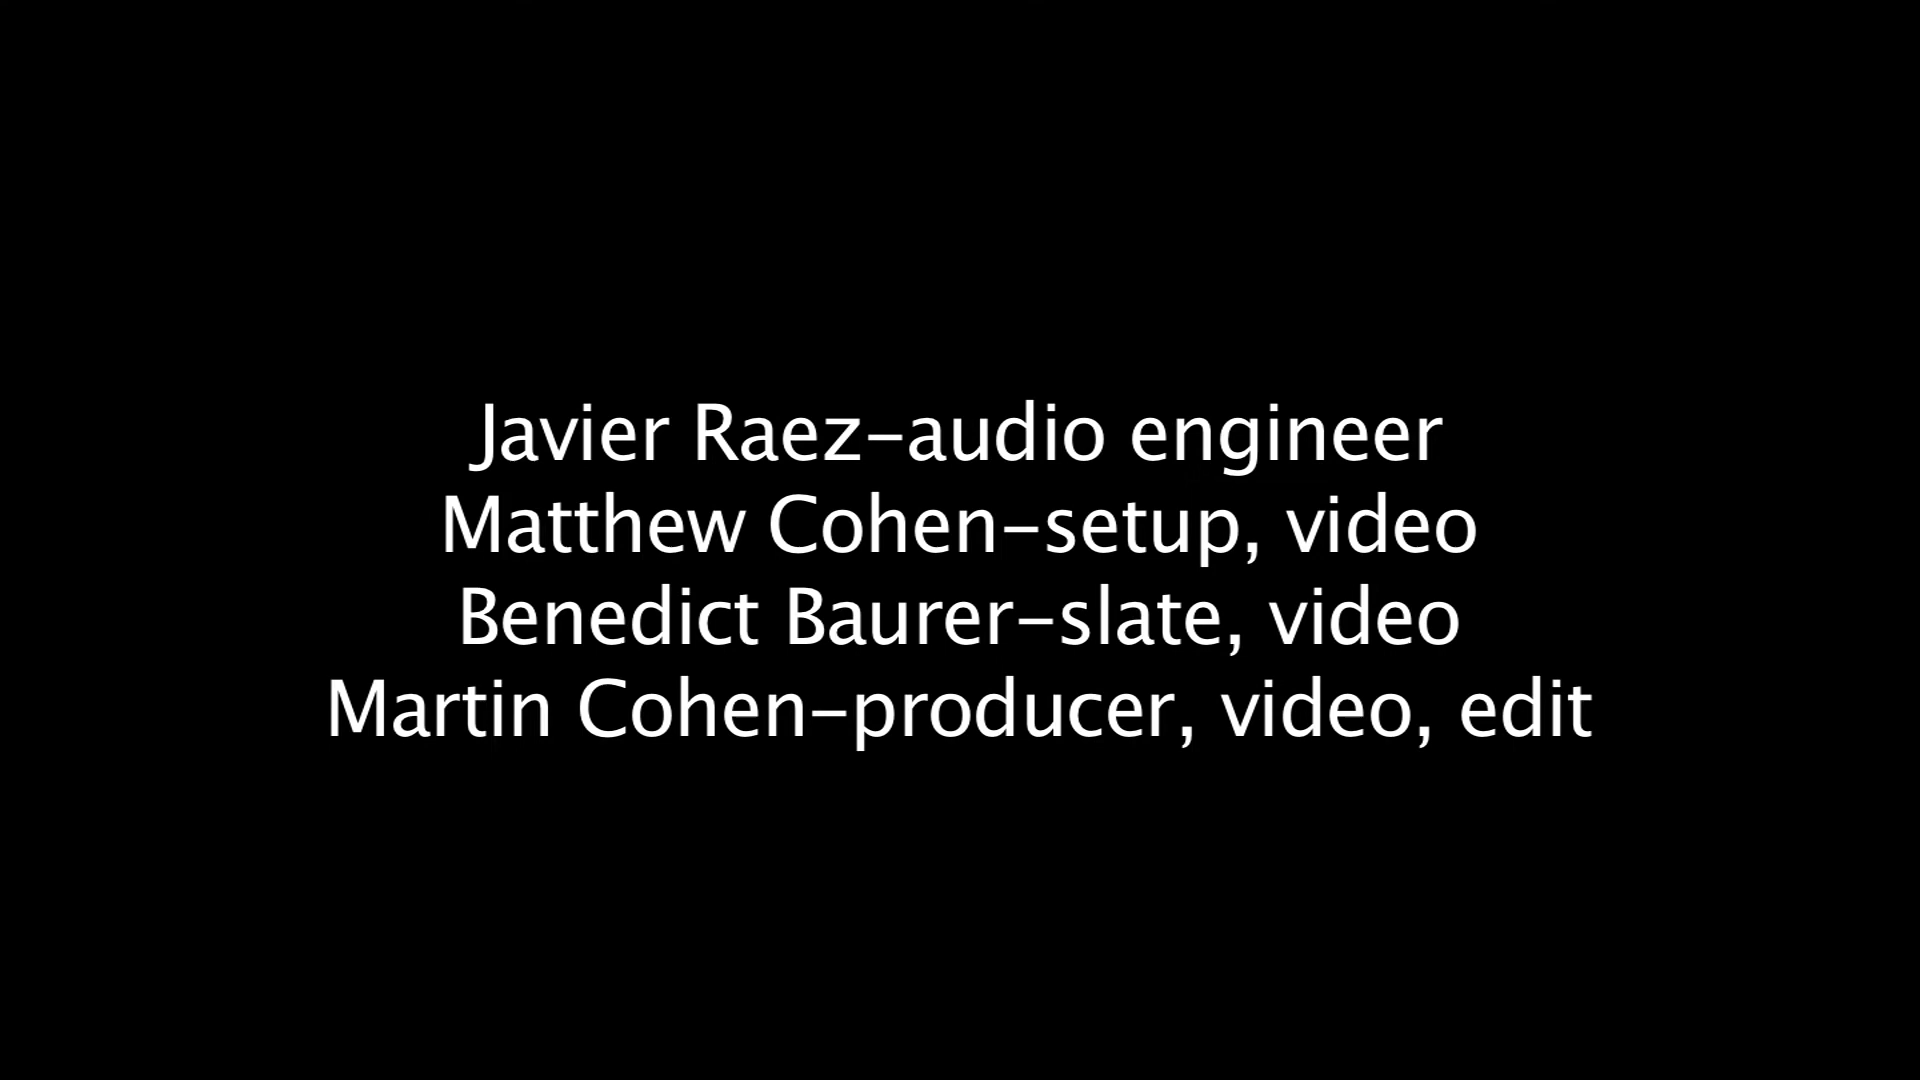 Javier Raez-audio engineer
Matthew Cohen-setup, video
Benedict Baurer-slate, video
Martin Cohen-producer, video, edit